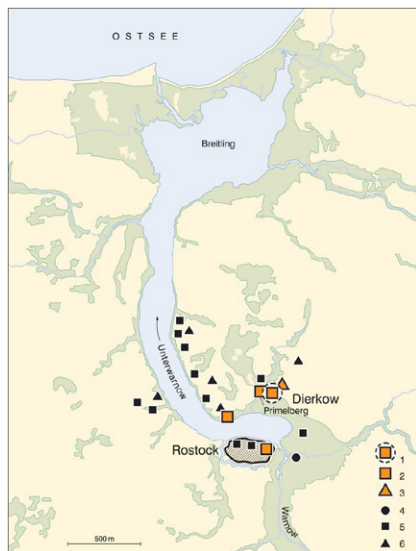 OSTSEE
Breitling
Unterwarnow
Dierkow
Primelberg
Rostock
1
2
3
4
5
6
Warnow
500 m